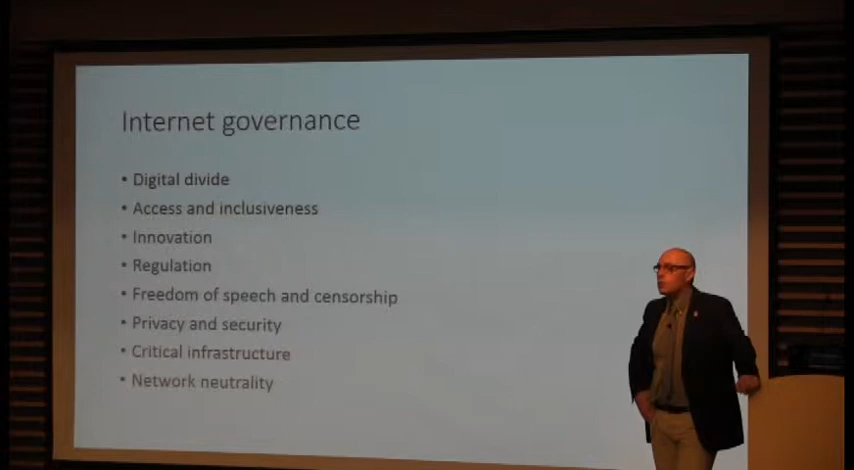 Internet governance
• Digital divide
• Access and inclusiveness
• Innovation
• Regulation
• Freedom of speech and censorship
• Privacy and security
• Critical infrastructure
• Network neutrality